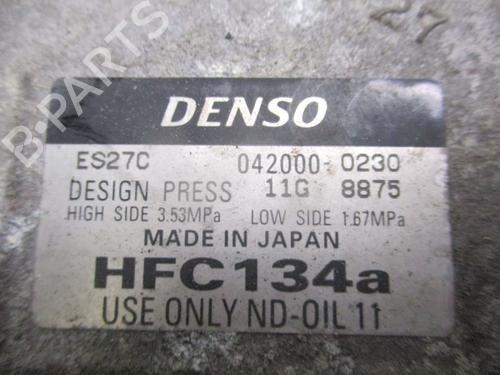 27
DENSO
ES27C 042000-0230
DESIGN PRESS 11G 8875
HIGH SIDE 3.53MPa LOW SIDE 1.67MPa
MADE IN JAPAN
HFC134a
USE ONLY ND-OIL 11
B-PARTS